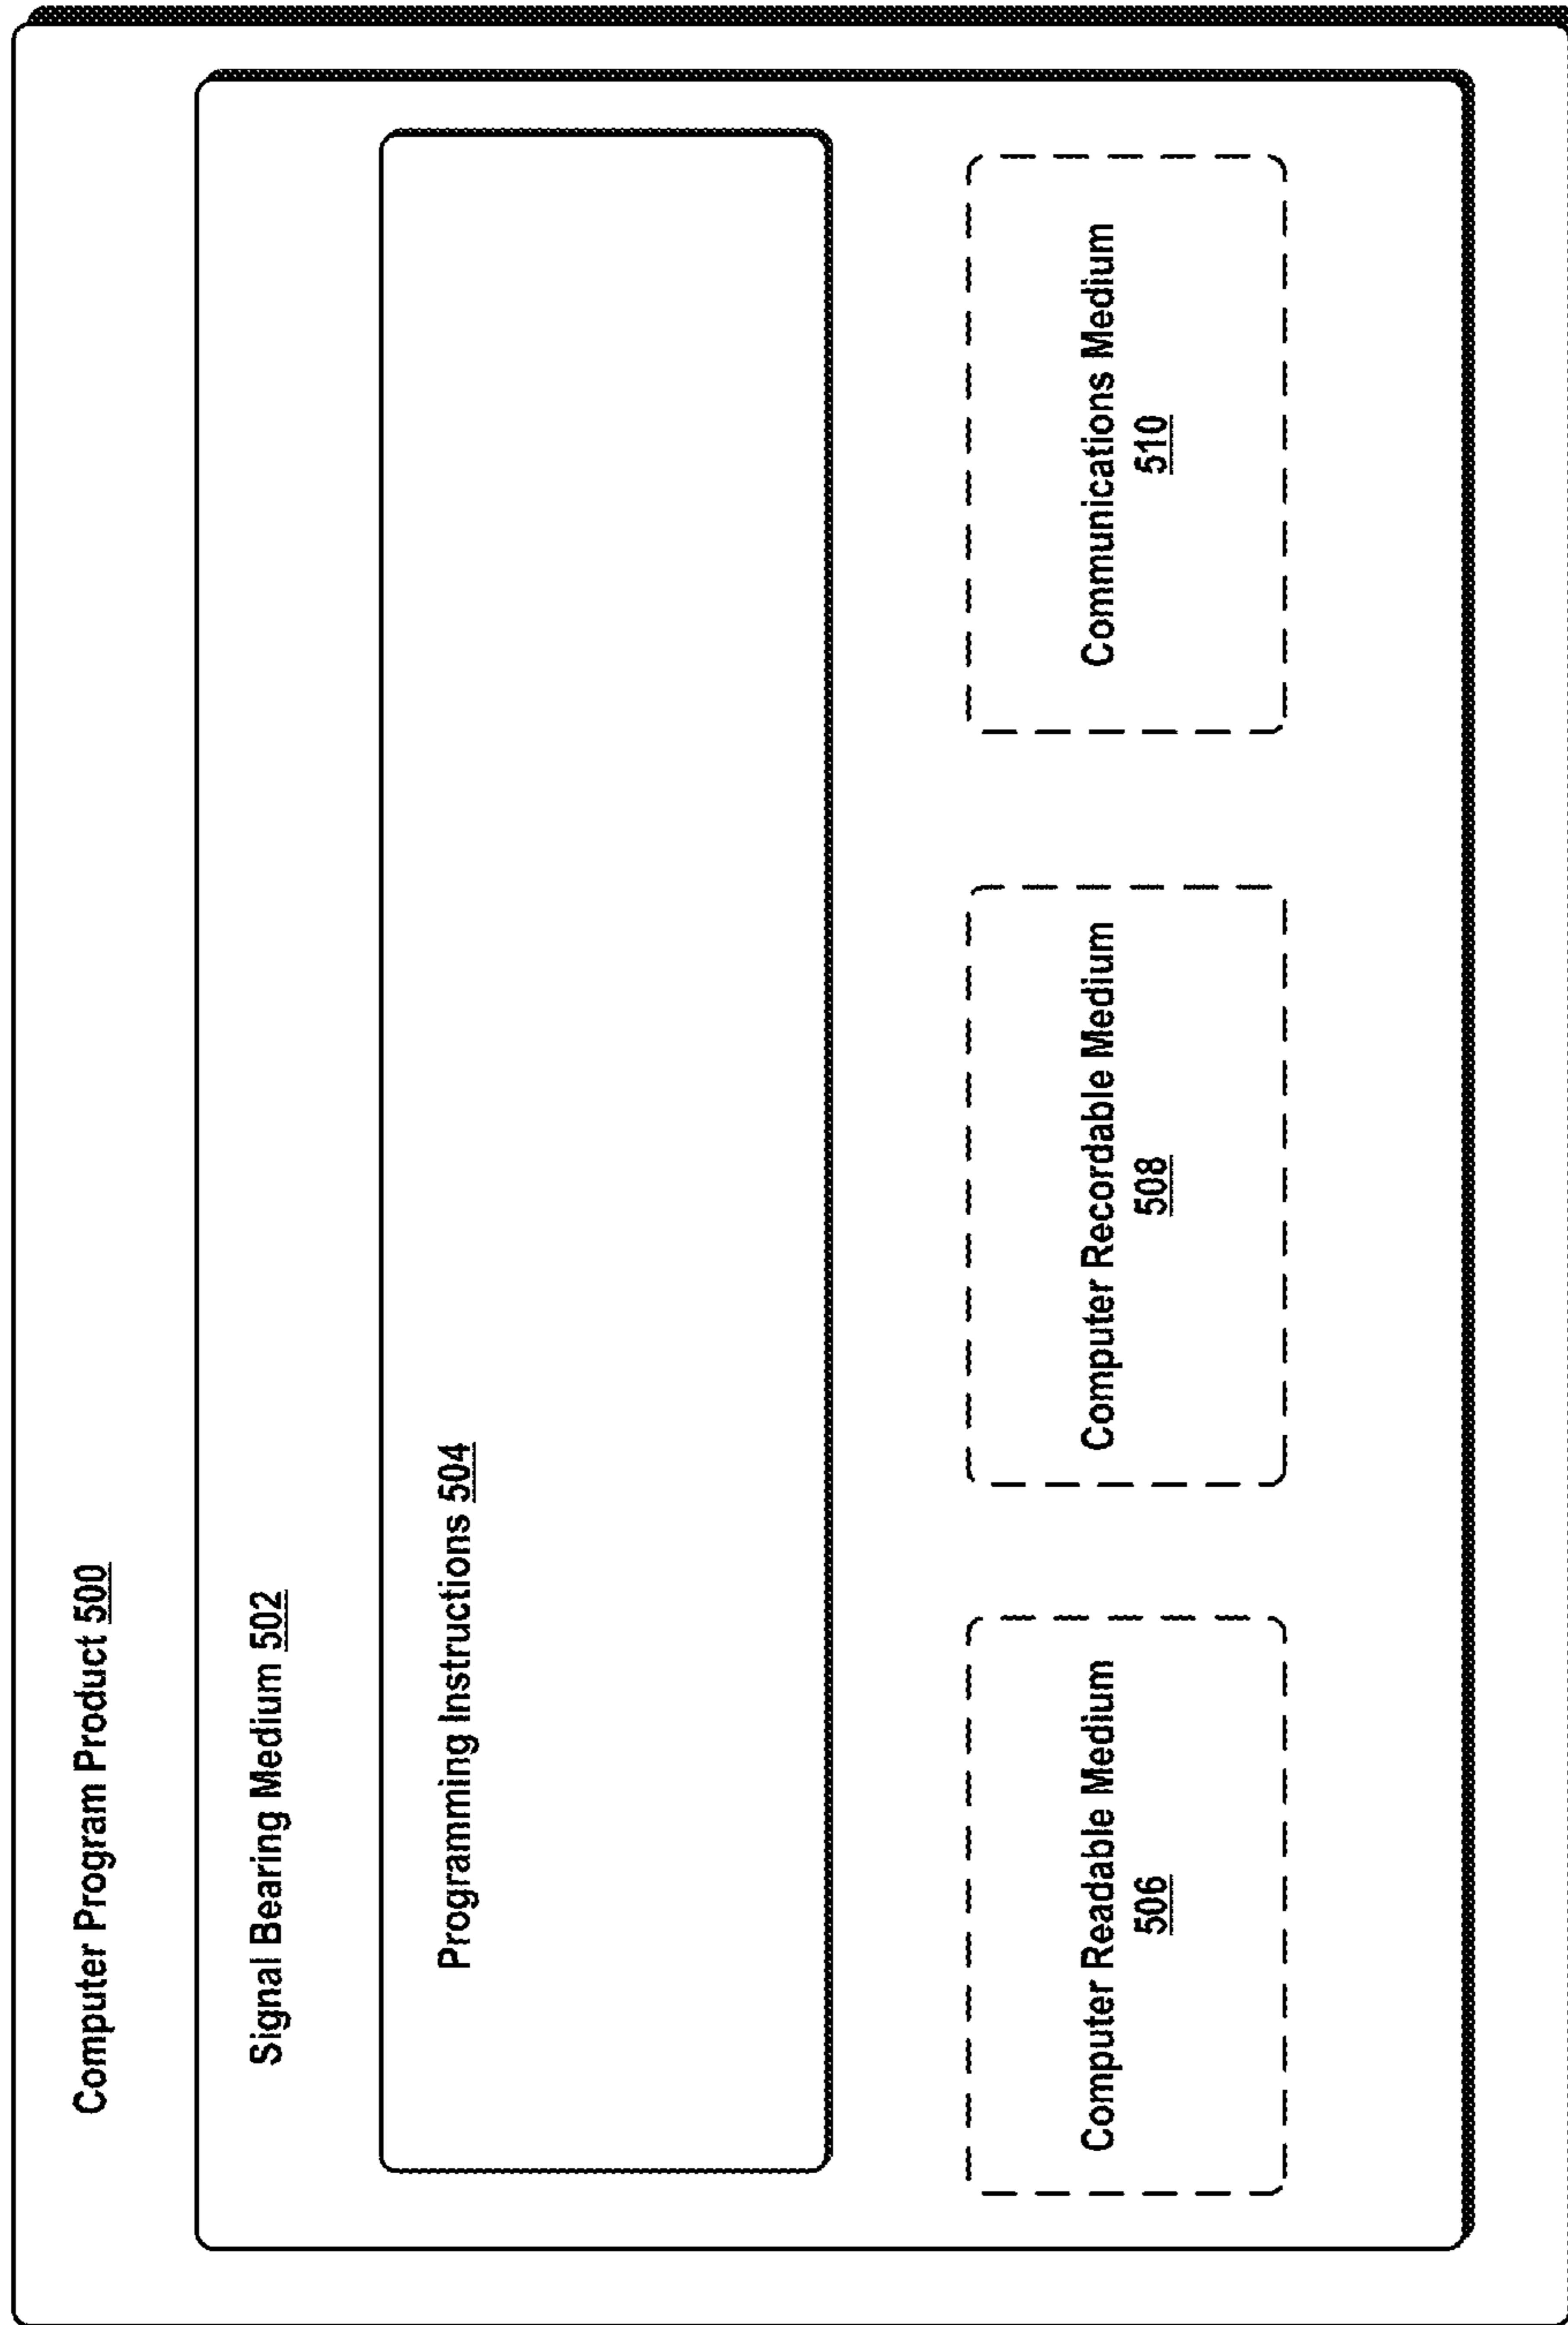 Computer Program Product 500
Signal Bearing Medium 502
Programming Instructions 504
Computer Readable Medium
506
Computer Recordable Medium
508
Communications Medium
510